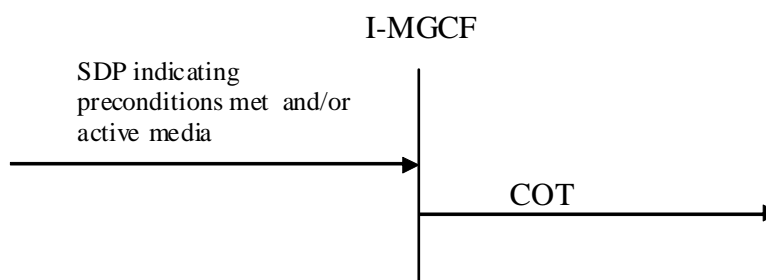 I-MGCF
SDP indicating
preconditions met and/or
active media
COT